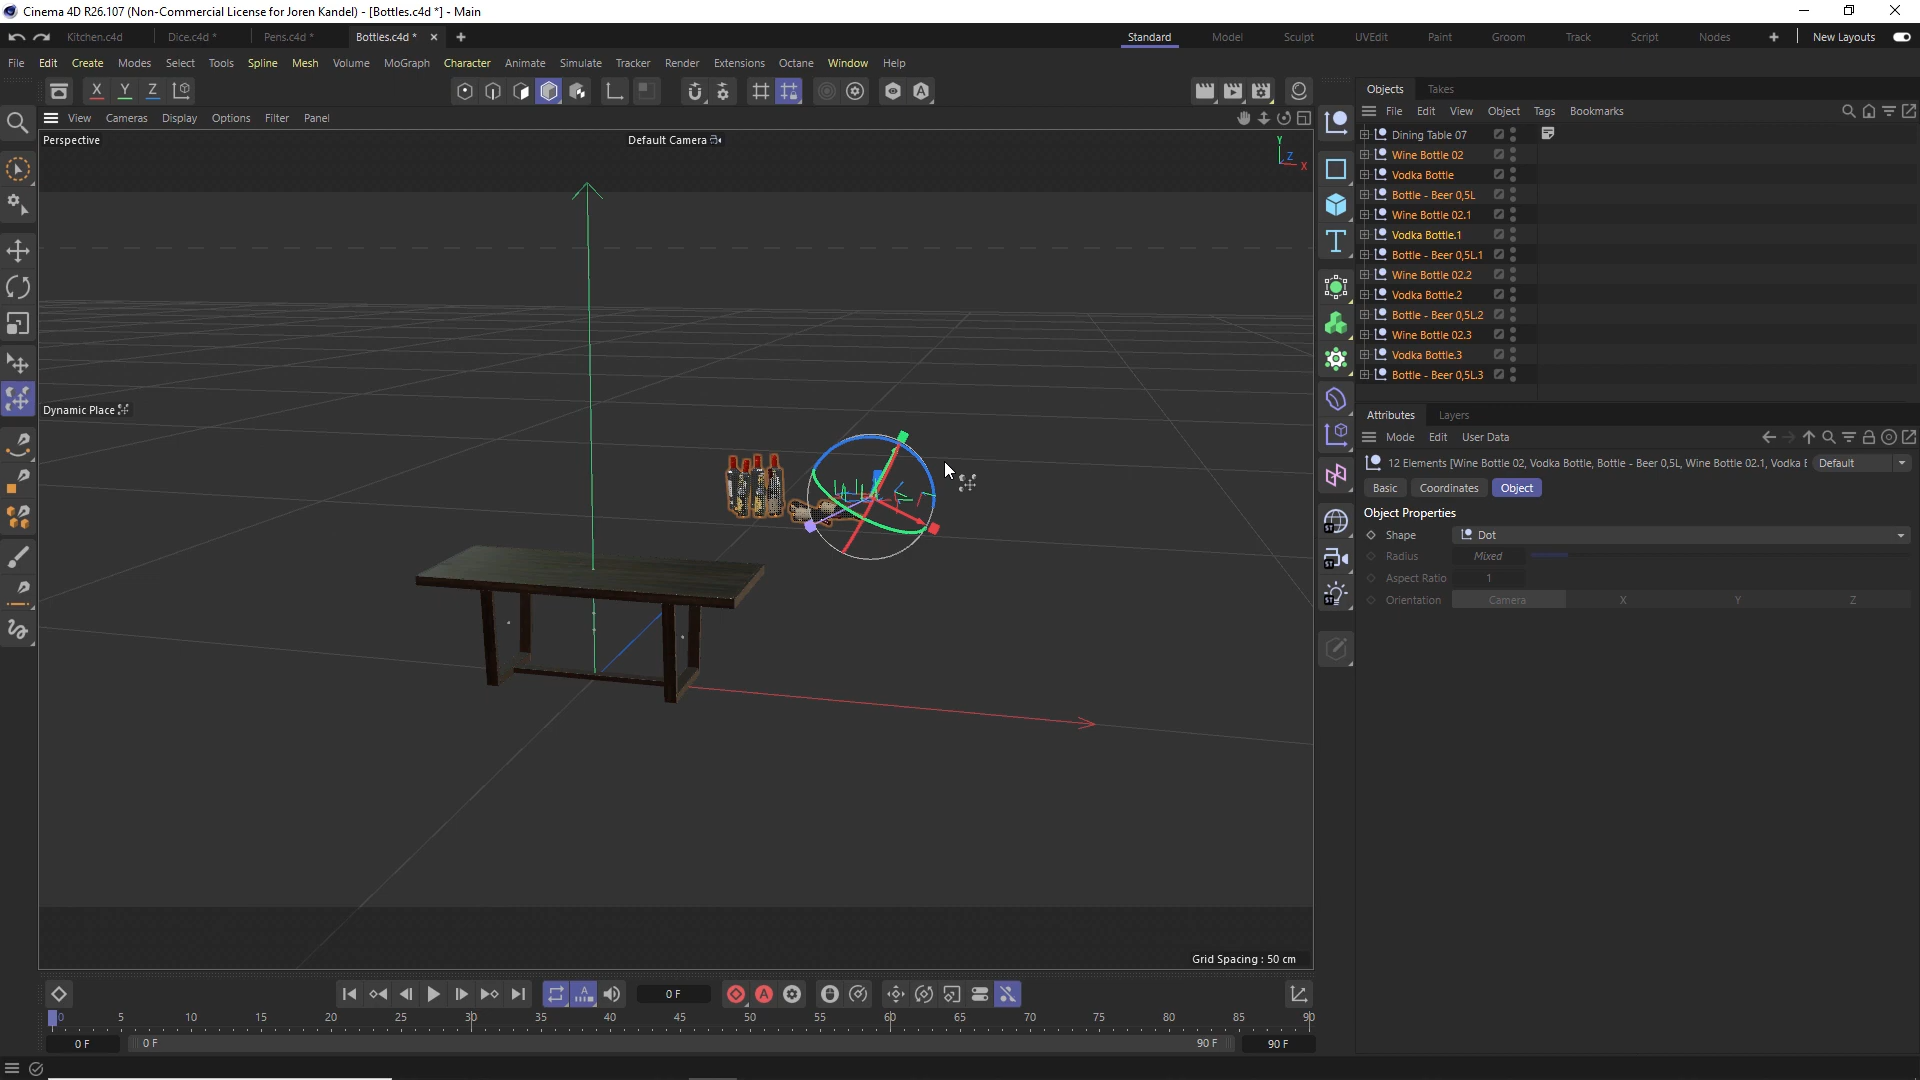 Cinema 4D R26.107 (Non-Commercial License for Joren Kandel) - [Bottles.c4d *] - Main
Kitchen.c4d Dice.c4d * Pens.c4d * Bottles.c4d * Standard Model Sculpt UVEdit Paint Groom Track Script Nodes New Layouts
File Edit Create Modes Select Tools Spline Mesh Volume MoGraph Character Animate Simulate Tracker Render Extensions Octane Window Help
X Y Z
Objects Takes
File Edit View Object Tags Bookmarks
View Cameras Display Options Filter Panel
Perspective Default Camera
Y
Z
X
Dining Table 07
Wine Bottle 02
Vodka Bottle
Bottle - Beer 0,5L
Wine Bottle 02.1
Vodka Bottle.1
Bottle - Beer 0,5L.1
Wine Bottle 02.2
Vodka Bottle.2
Bottle - Beer 0,5L.2
Wine Bottle 02.3
Vodka Bottle.3
Bottle - Beer 0,5L.3
Dynamic Place
Attributes Layers
Mode Edit User Data
12 Elements [Wine Bottle 02, Vodka Bottle, Bottle - Beer 0,5L, Wine Bottle 02.1, Vodka E Default
Basic Coordinates Object
Object Properties
Shape Dot
Radius Mixed
Aspect Ratio 1
Orientation Camera X Y Z
Grid Spacing : 50 cm
0 F
0 5 10 15 20 25 30 35 40 45 50 55 60 65 70 75 80 85 90
0 F 0 F 90 F 90 F